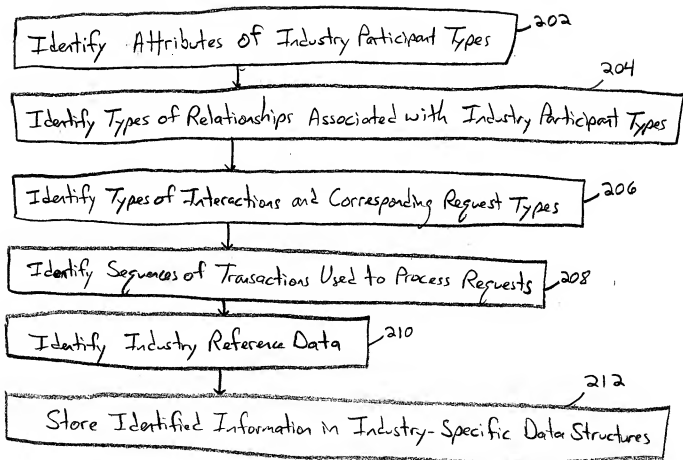 Identify Attributes of Industry Participant Types
202
204
Identify Types of Relationships Associated with Industry Participant Types
Identify Types of Interactions and Corresponding Request Types
206
Identify Sequences of Transactions Used to Process Requests
208
Identify Industry Reference Data
210
212
Store Identified Information in Industry-Specific Data Structures